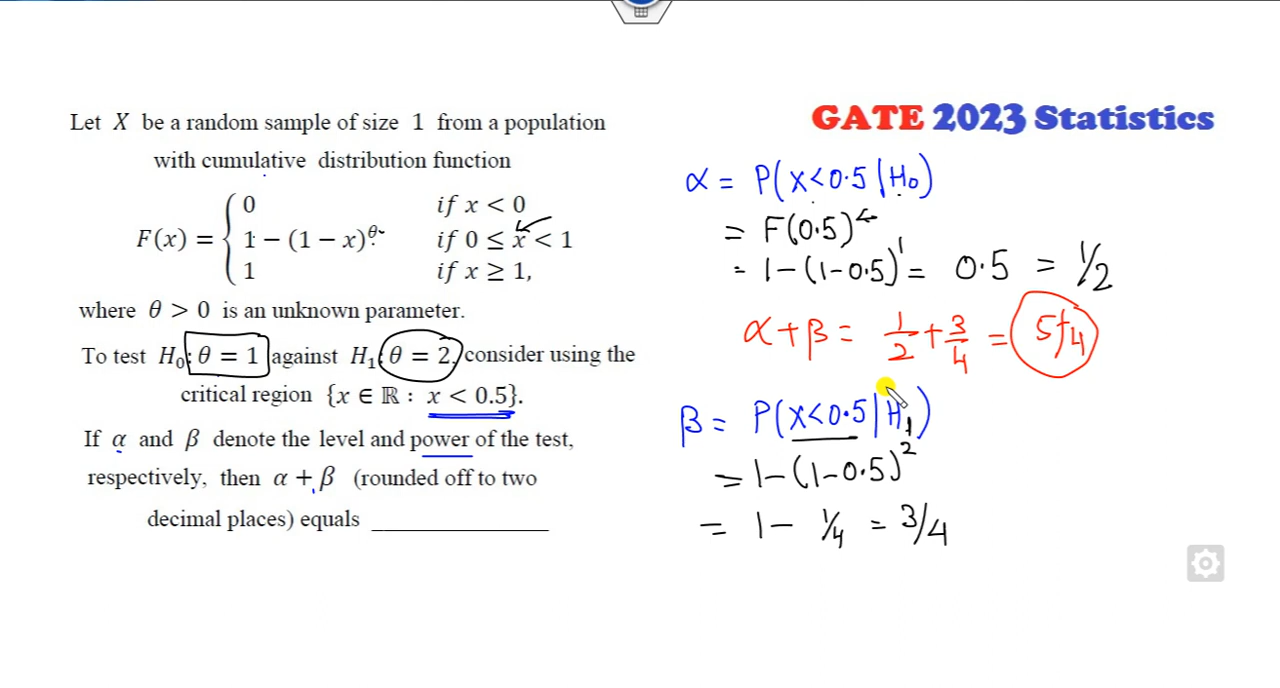 Let X be a random sample of size 1 from a population
with cumulative distribution function
F(x) = { 0 if x < 0
1 − (1 − x)^θ if 0 ≤ x < 1
1 if x ≥ 1,
where θ > 0 is an unknown parameter.
To test H₀: θ = 1 against H₁: θ = 2, consider using the
critical region {x ∈ ℝ : x < 0.5}.
If α and β denote the level and power of the test,
respectively, then α + β (rounded off to two
decimal places) equals ____________
GATE 2023 Statistics
α = P(X<0.5|H₀)
= F(0.5)
= 1-(1-0.5)¹ = 0.5 = 1/2
α+β = 1/2 + 3/4 = 5/4
β = P(X<0.5|H₁)
= 1-(1-0.5)²
= 1 - 1/4 = 3/4